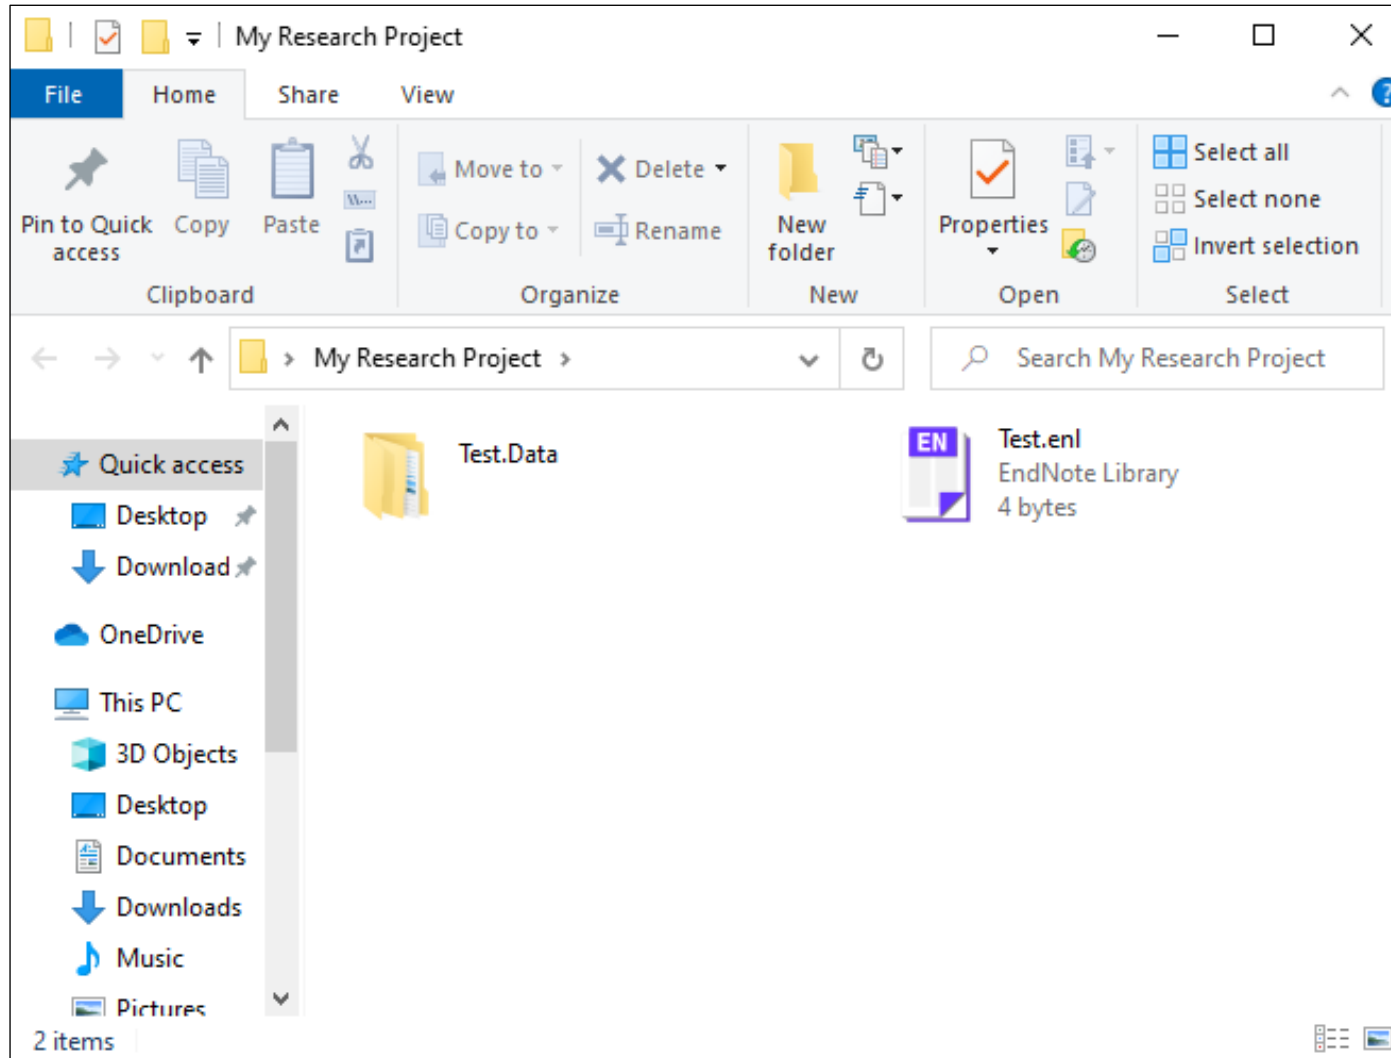 My Research Project
File Home Share View
?
Pin to Quick access
Copy
Paste
Clipboard
Move to
Copy to
Delete
Rename
Organize
New folder
New
Properties
Open
Select all
Select none
Invert selection
Select
My Research Project
Search My Research Project
Quick access
Desktop
Download
OneDrive
This PC
3D Objects
Desktop
Documents
Downloads
Music
Pictures
Test.Data
EN
Test.enl
EndNote Library
4 bytes
2 items